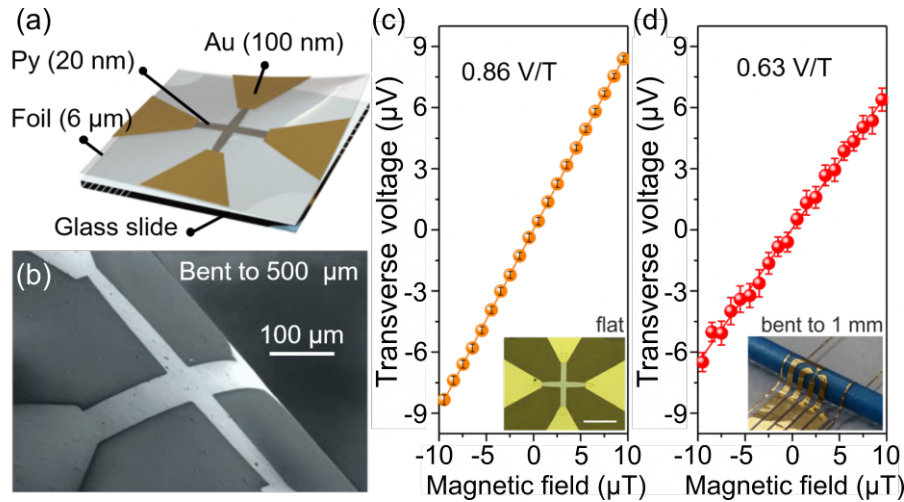 (a)
Py (20 nm)
Au (100 nm)
Foil (6 µm)
Glass slide
(b)
Bent to 500 µm
100 µm
(c)
0.86 V/T
Transverse voltage (µV)
9
6
3
0
-3
-6
-9
flat
-10 -5 0 5 10
Magnetic field (µT)
(d)
0.63 V/T
Transverse voltage (µV)
9
6
3
0
-3
-6
-9
bent to 1 mm
-10 -5 0 5 10
Magnetic field (µT)